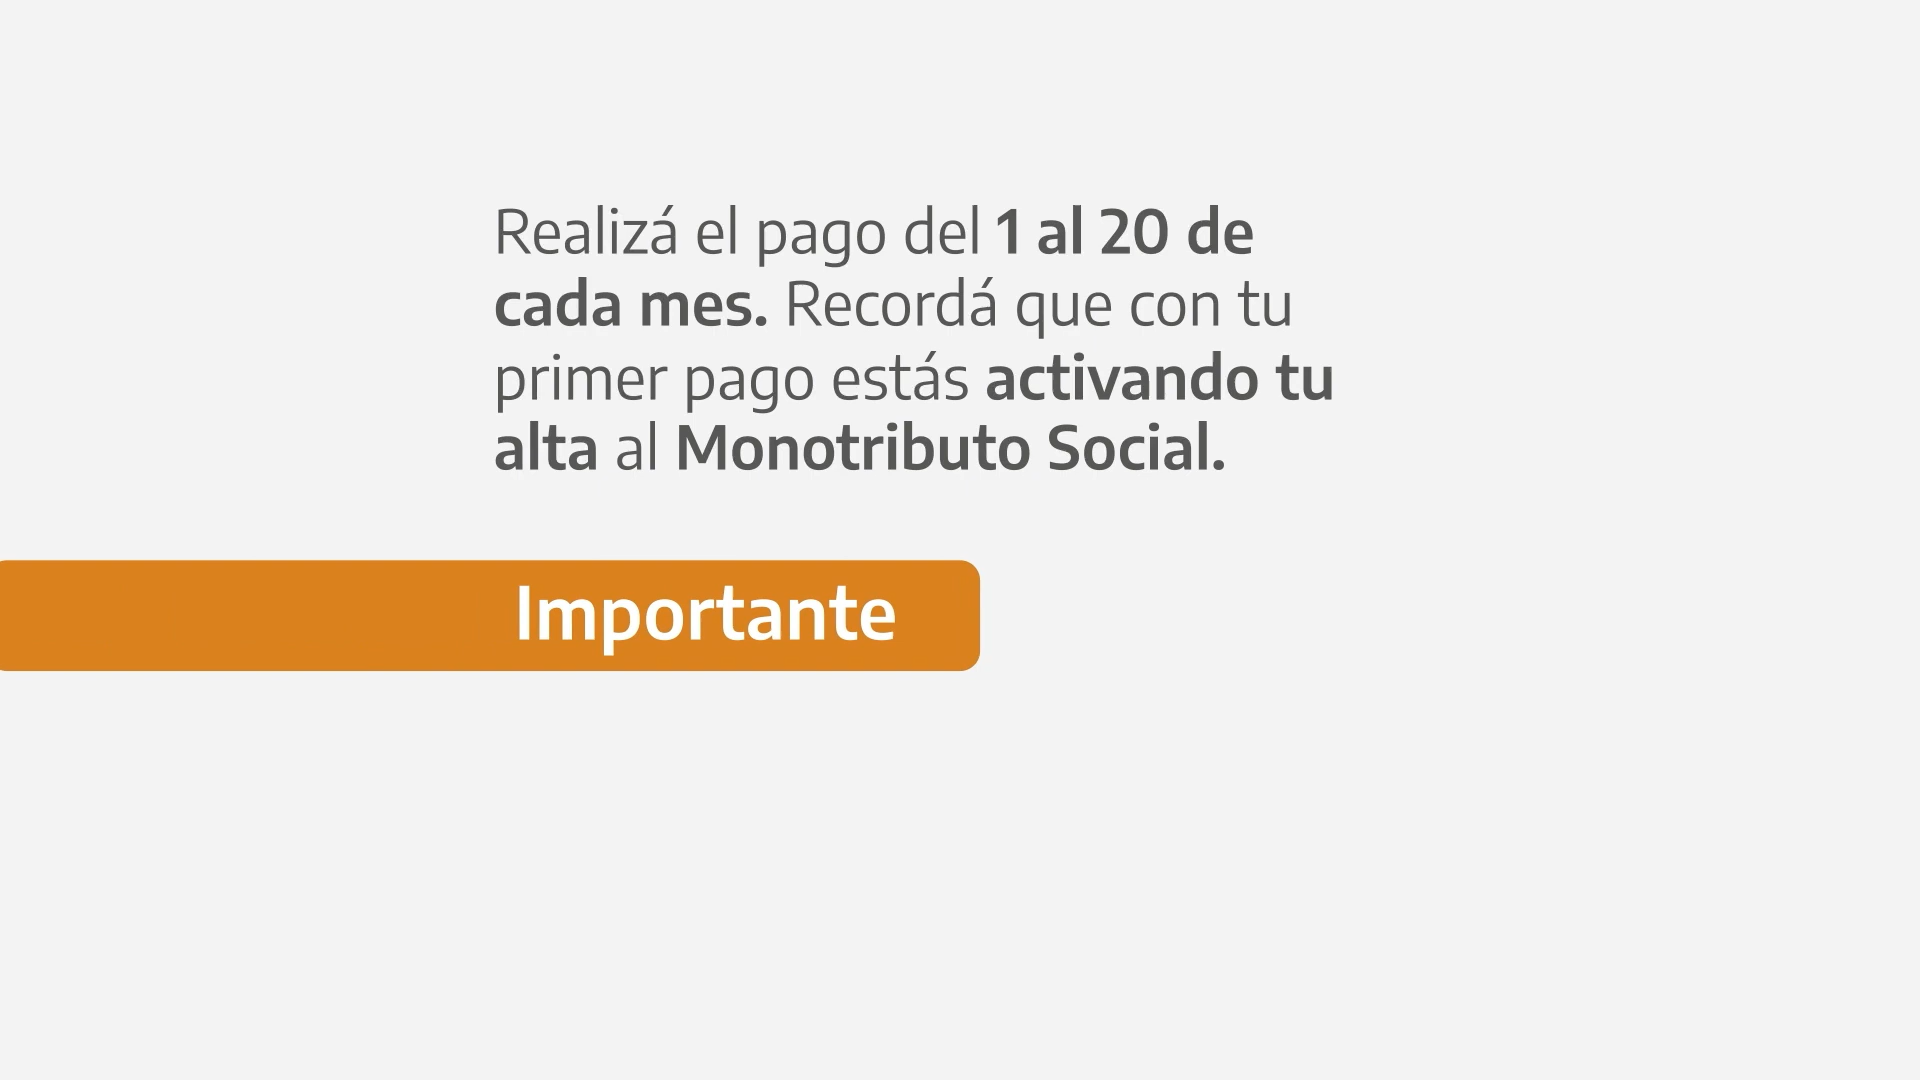 Realizá el pago del 1 al 20 de
cada mes. Recordá que con tu
primer pago estás activando tu
alta al Monotributo Social.
Importante